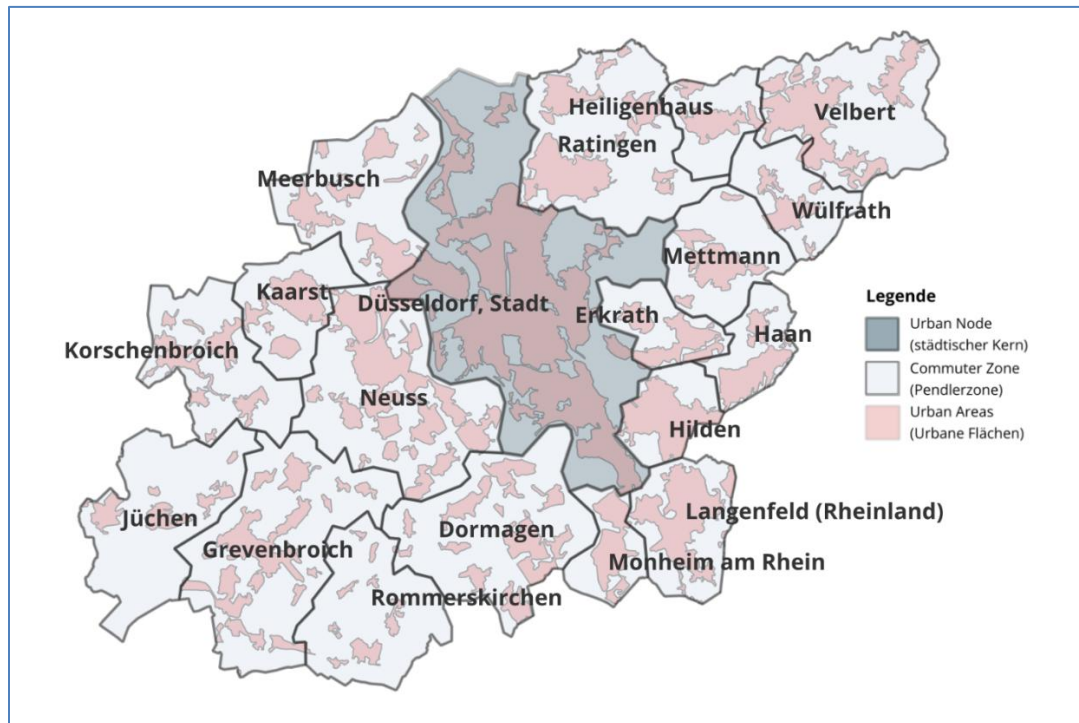 Heiligenhaus
Velbert
Ratingen
Meerbusch
Wülfrath
Mettmann
Kaarst
Düsseldorf, Stadt
Erkrath
Haan
Korschenbroich
Neuss
Hilden
Jüchen
Grevenbroich
Dormagen
Langenfeld (Rheinland)
Monheim am Rhein
Rommerskirchen
Legende
Urban Node
(städtischer Kern)
Commuter Zone
(Pendlerzone)
Urban Areas
(Urbane Flächen)